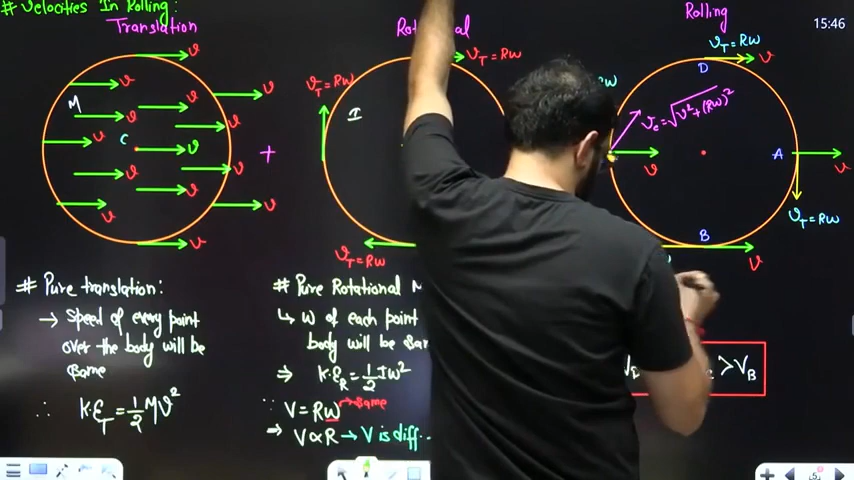 # Velocities In Rolling:
Translation
Rolling
15:46
v
v
v
v
M
v
v
v
v
C
v
v
v
v
v
v
v
+
V_T = Rω
V_T = Rω
I
V_T = Rω
V_T = Rω
v
D
ω
V_c = √v² + (Rω)²
v
A
v
V_T = Rω
B
v
# Pure translation:
→ Speed of every point
over the body will be
same
∴ K.E_T = 1/2 Mv²
# Pure Rotational
↳ ω of each point
body will be
⇒ K.E_R = 1/2 Iω²
∵ V = Rω → same
⇒ V ∝ R → V is diff..
> V_B